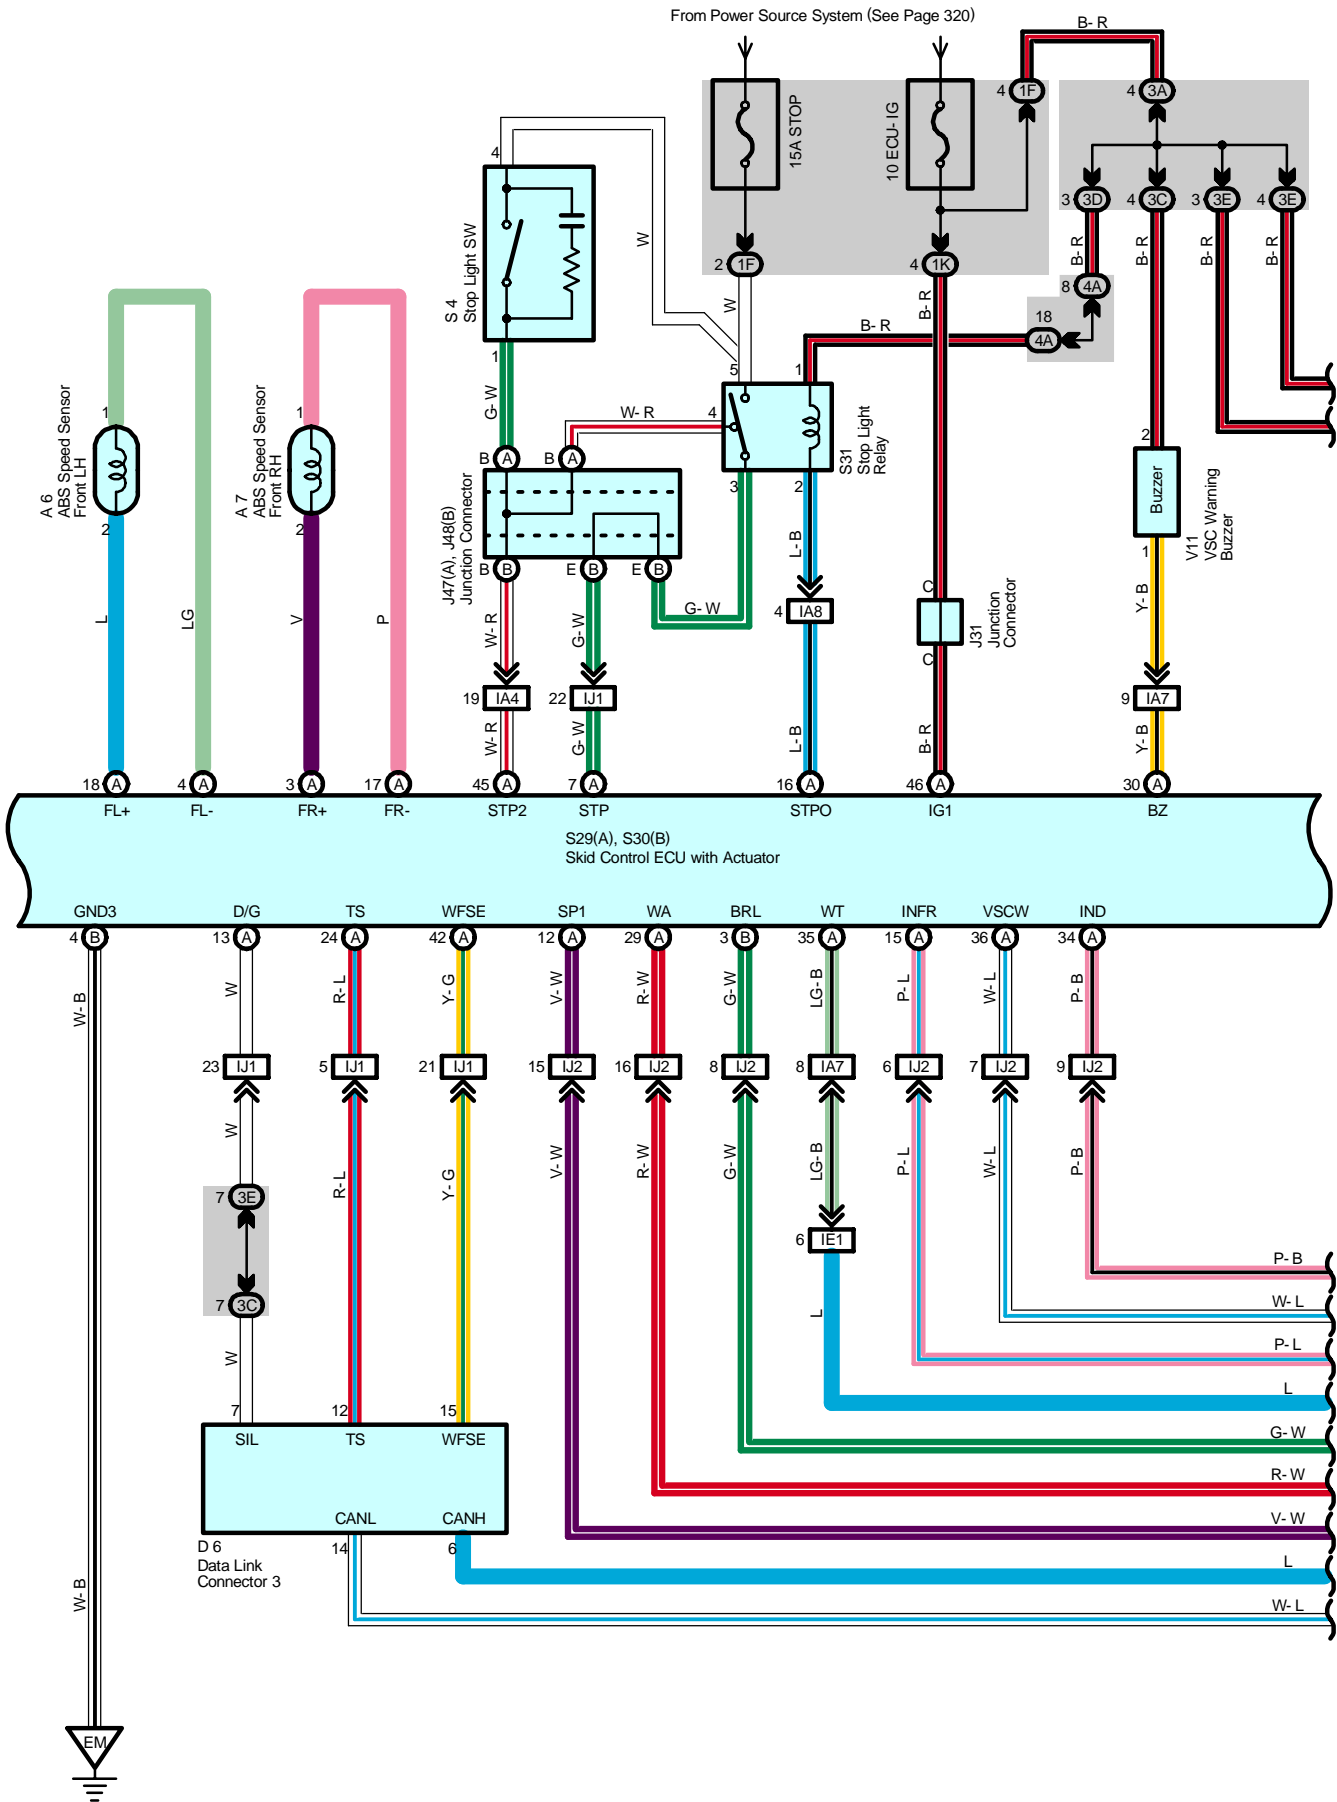 From Power Source System (See Page 320)
B- R
4 1F
4 3A
15A STOP
10 ECU- IG
4
S 4
Stop Light SW
W
3 3D
4 3C
3 3E
4 3E
2 1F
4 1K
W
B- R
B- R
B- R
B- R
B- R
8 4A
18
4A
B- R
1
G- W
5
1
4
W- R
S31
Stop Light
Relay
3
2
1
A 6
ABS Speed Sensor
Front LH
2
1
A 7
ABS Speed Sensor
Front RH
2
B A
B A
J47(A), J48(B)
Junction Connector
B B
E B
E B
2
Buzzer
1
V11
VSC Warning
Buzzer
L- B
G- W
4 IA8
C
J31
Junction
Connector
C
Y- B
L
LG
V
P
W- R
G- W
19 IA4
22 IJ1
9 IA7
W- R
G- W
L- B
B- R
Y- B
18 A
4 A
3 A
17 A
45 A
7 A
16 A
46 A
30 A
FL+
FL-
FR+
FR-
STP2
STP
STPO
IG1
BZ
S29(A), S30(B)
Skid Control ECU with Actuator
GND3
D/G
TS
WFSE
SP1
WA
BRL
WT
INFR
VSCW
IND
4 B
13 A
24 A
42 A
12 A
29 A
3 B
35 A
15 A
36 A
34 A
W- B
W
R- L
Y- G
V- W
R- W
G- W
LG- B
P- L
W- L
P- B
23 IJ1
5 IJ1
21 IJ1
15 IJ2
16 IJ2
8 IJ2
8 IA7
6 IJ2
7 IJ2
9 IJ2
W
R- L
Y- G
V- W
R- W
G- W
LG- B
P- L
W- L
P- B
7 3E
6 IE1
P- B
7 3C
W- L
L
W
P- L
L
7
12
15
G- W
SIL
TS
WFSE
R- W
CANL
CANH
V- W
D 6
Data Link
Connector 3
14
6
L
W- B
W- L
EM